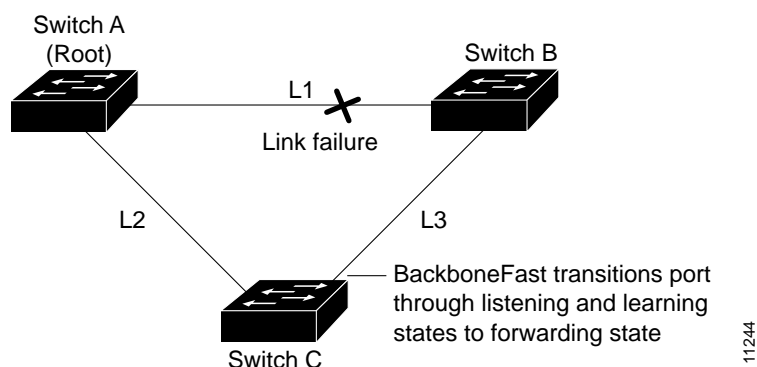 Switch A
(Root)
Switch B
L1
Link failure
L2
L3
BackboneFast transitions port
through listening and learning
states to forwarding state
Switch C
11244